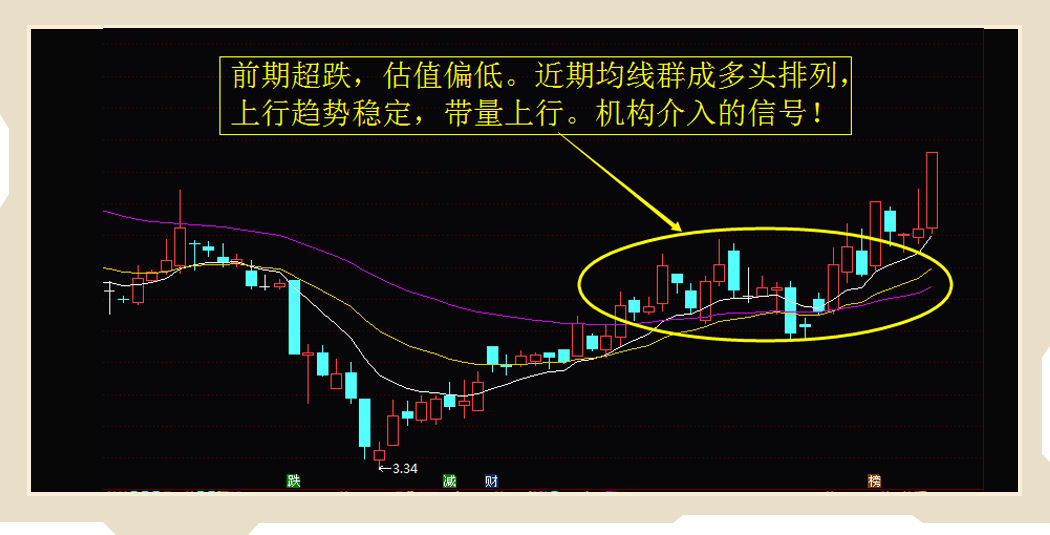 前期超跌，估值偏低。近期均线群成多头排列，
上行趋势稳定，带量上行。机构介入的信号！
←3.34
跌 减 财 榜